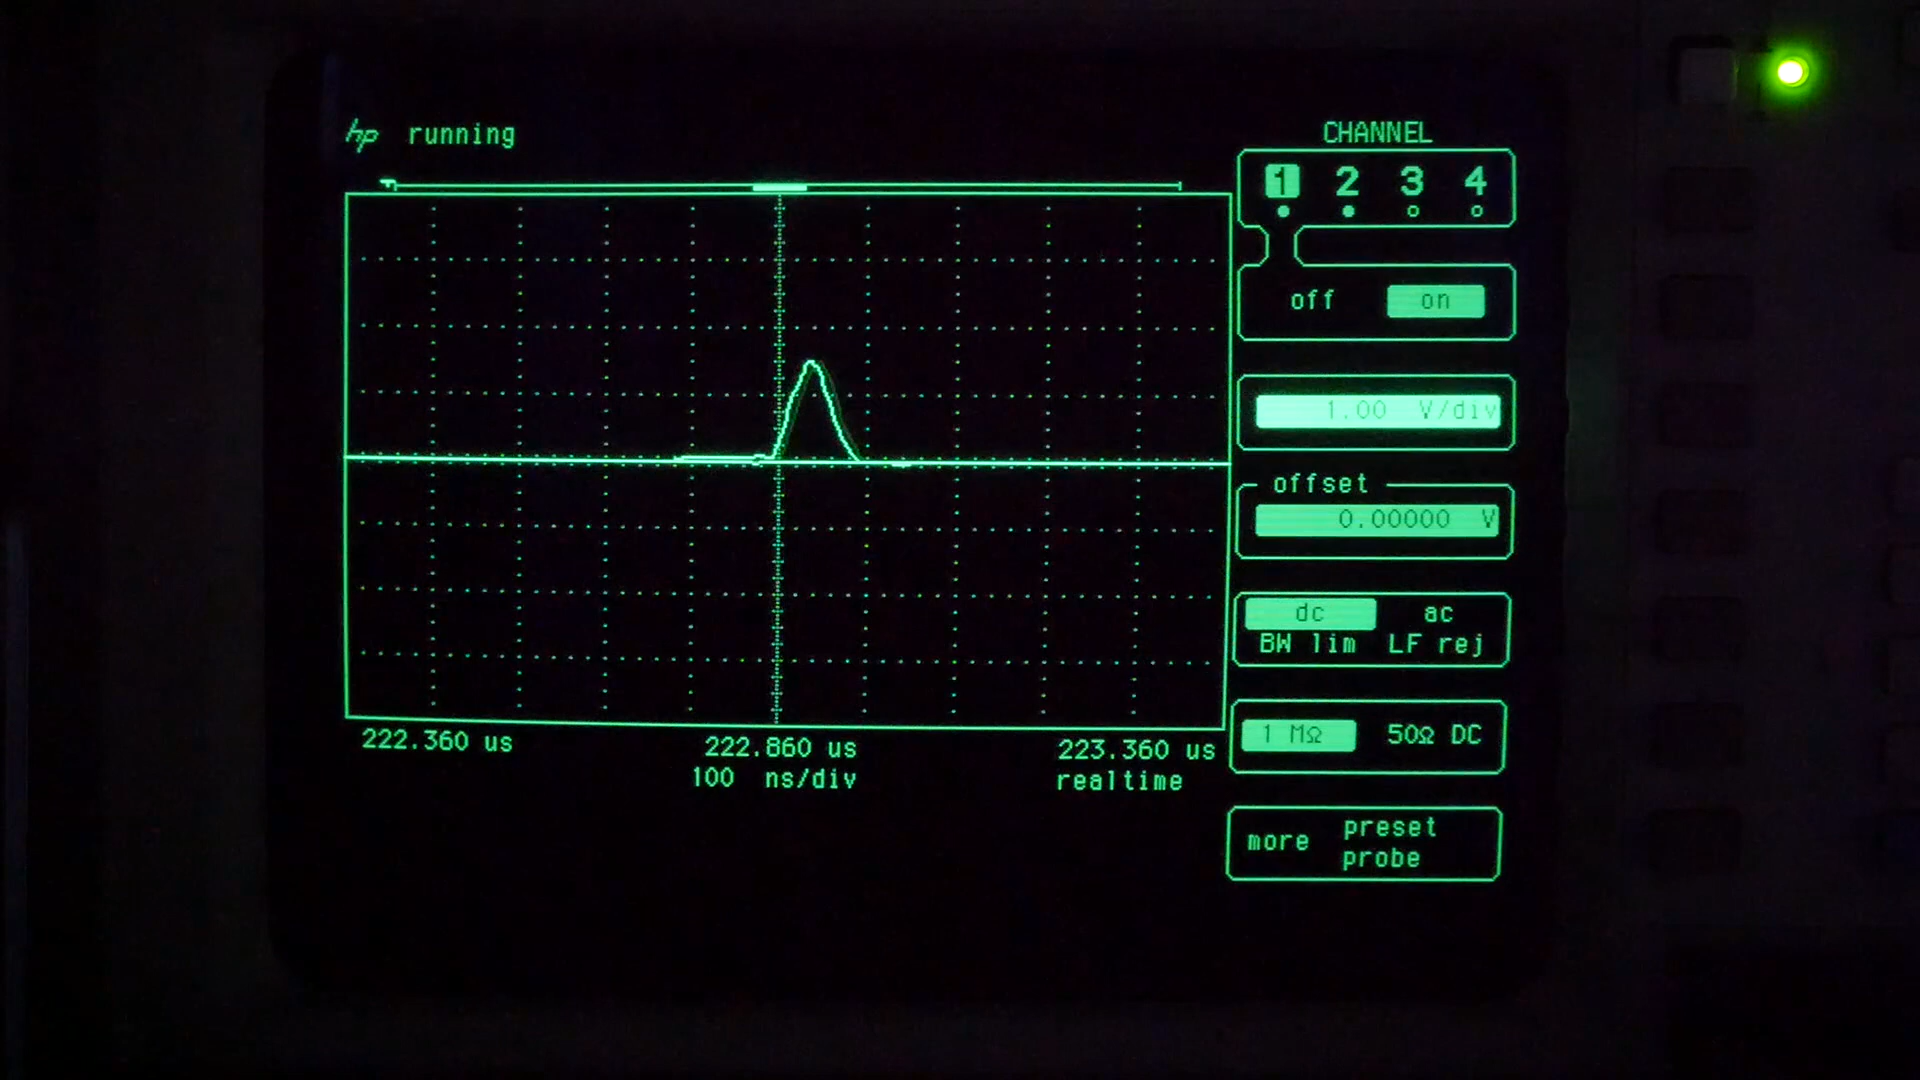 hp running
CHANNEL
1 2 3 4
off on
1.00 V/div
offset
0.00000 V
dc ac
BW lim LF rej
1 MΩ 50Ω DC
more preset
probe
222.360 us 222.860 us 223.360 us
100 ns/div realtime